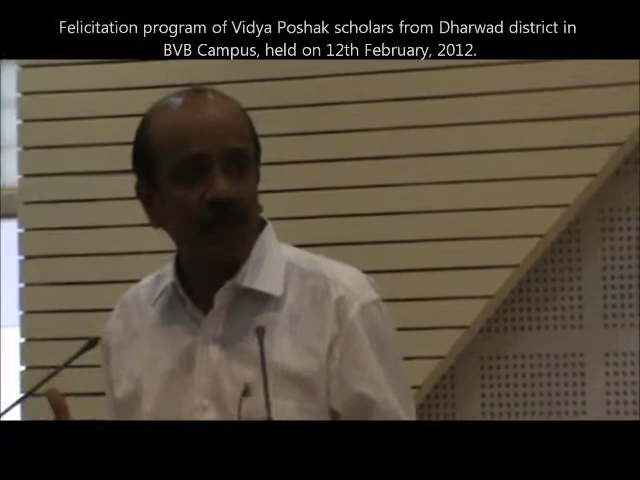 Felicitation program of Vidya Poshak scholars from Dharwad district in
BVB Campus, held on 12th February, 2012.